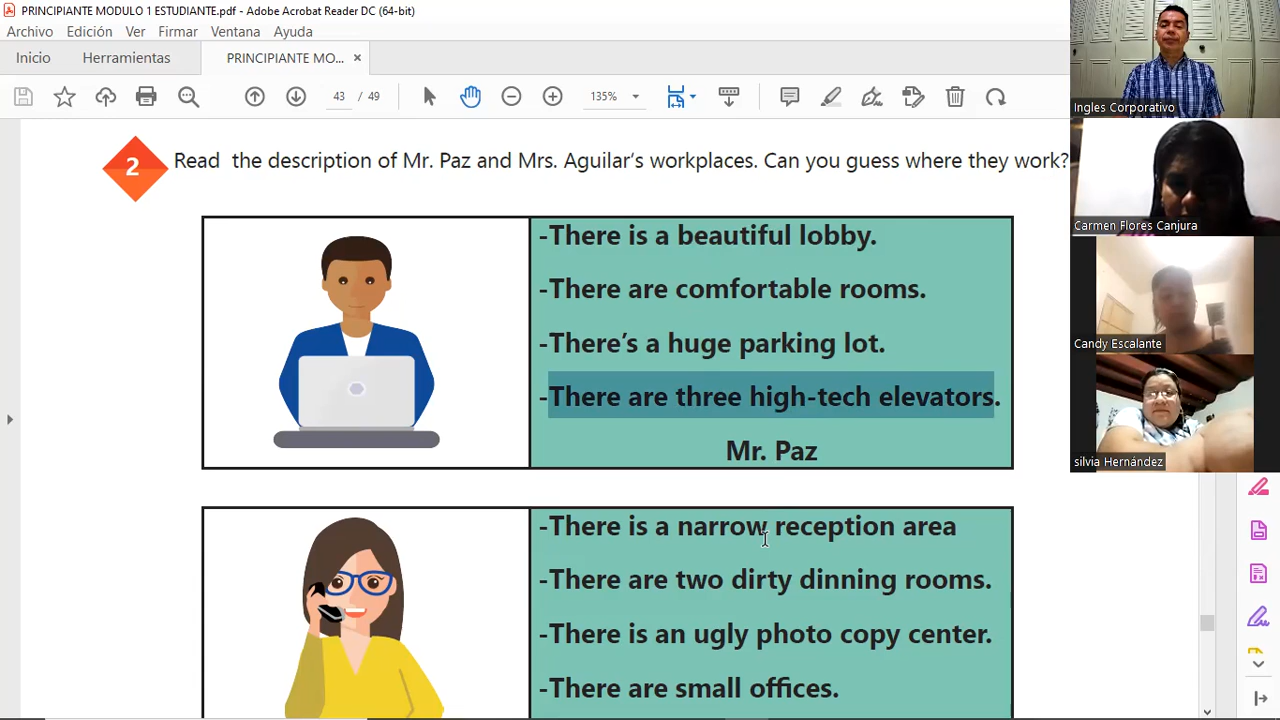 PRINCIPIANTE MODULO 1 ESTUDIANTE.pdf - Adobe Acrobat Reader DC (64-bit)
Archivo Edición Ver Firmar Ventana Ayuda
Inicio Herramientas PRINCIPIANTE MO... ×
43 / 49 135%
2 Read the description of Mr. Paz and Mrs. Aguilar's workplaces. Can you guess where they work?
-There is a beautiful lobby.
-There are comfortable rooms.
-There's a huge parking lot.
-There are three high-tech elevators.
Mr. Paz
-There is a narrow reception area
-There are two dirty dinning rooms.
-There is an ugly photo copy center.
-There are small offices.
Ingles Corporativo
Carmen Flores Canjura
Candy Escalante
silvia Hernández